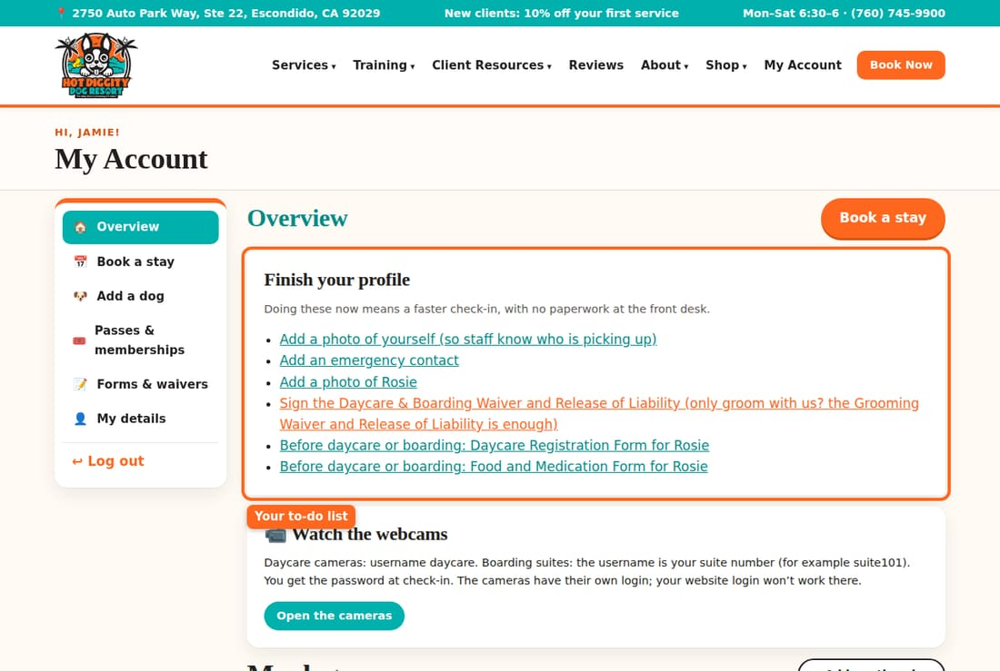 📍 2750 Auto Park Way, Ste 22, Escondido, CA 92029
New clients: 10% off your first service
Mon–Sat 6:30–6 · (760) 745-9900
HOT DIGGITY
DOG RESORT
Services ▾
Training ▾
Client Resources ▾
Reviews
About ▾
Shop ▾
My Account
Book Now
HI, JAMIE!
My Account
🏠 Overview
📅 Book a stay
🐶 Add a dog
🎟️ Passes &
memberships
📝 Forms & waivers
👤 My details
↩ Log out
Overview
Book a stay
Finish your profile
Doing these now means a faster check-in, with no paperwork at the front desk.
• Add a photo of yourself (so staff know who is picking up)
• Add an emergency contact
• Add a photo of Rosie
• Sign the Daycare & Boarding Waiver and Release of Liability (only groom with us? the Grooming
Waiver and Release of Liability is enough)
• Before daycare or boarding: Daycare Registration Form for Rosie
• Before daycare or boarding: Food and Medication Form for Rosie
Your to-do list
📹 Watch the webcams
Daycare cameras: username daycare. Boarding suites: the username is your suite number (for example suite101).
You get the password at check-in. The cameras have their own login; your website login won’t work there.
Open the cameras